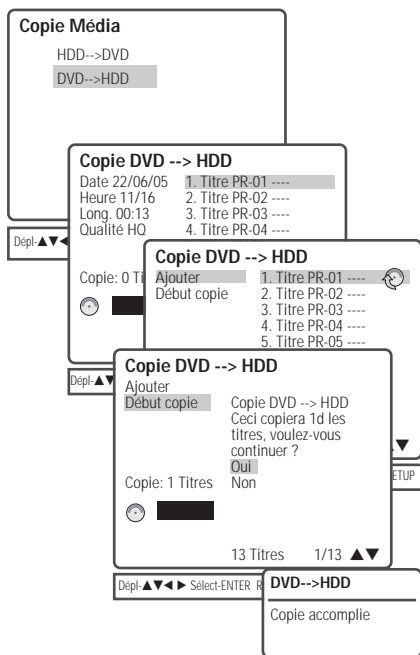 Copie Média
HDD-->DVD
DVD-->HDD
Dépl-▲▼◄
Copie DVD --> HDD
Date 22/06/05 1. Titre PR-01 ----
Heure 11/16 2. Titre PR-02 ----
Long. 00:13 3. Titre PR-03 ----
Qualité HQ 4. Titre PR-04 ----
Copie: 0 Ti
Dépl-▲▼
Copie DVD --> HDD
Ajouter 1. Titre PR-01 ----
Début copie 2. Titre PR-02 ----
3. Titre PR-03 ----
4. Titre PR-04 ----
5. Titre PR-05 ----
▼
ETUP
Copie DVD --> HDD
Ajouter
Début copie Copie DVD --> HDD
Ceci copiera 1d les
titres, voulez-vous
continuer ?
Oui
Copie: 1 Titres Non
13 Titres 1/13 ▲▼
Dépl-▲▼◄ ► Sélect-ENTER R
DVD-->HDD
Copie accomplie